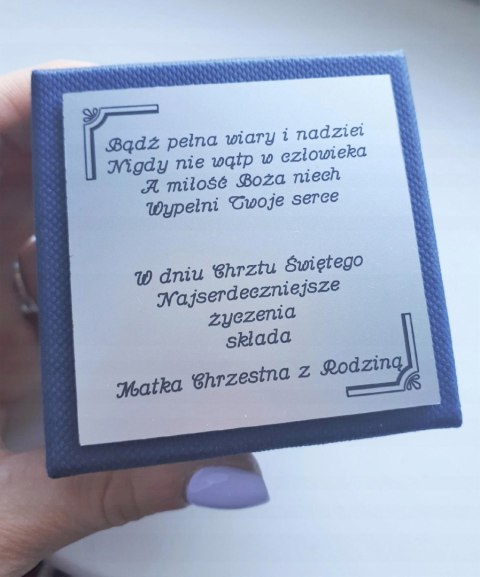 Bądź pełna wiary i nadziei
Nigdy nie wątp w człowieka
A miłość Boża niech
Wypełni Twoje serce
W dniu Chrztu Świętego
Najserdeczniejsze
życzenia
składa
Matka Chrzestna z Rodziną